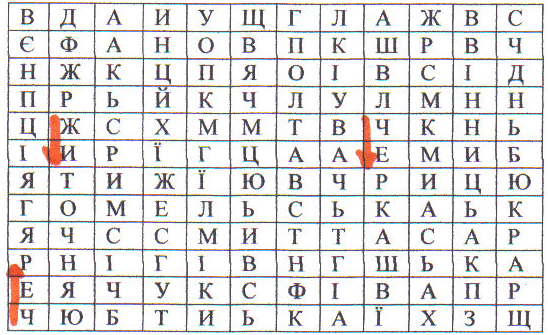 В Д А И У Щ Г Л А Ж В С
Є Ф А Н О В П К Ш Р В Ч
Н Ж К Ц П Я О І В С І Д
П Р Ь Й К Ч Л У Л М Н Н
Ц Ж С Х М М Т В Ч К Н Ь
І И Р Ї Г Ц А А Е М И Б
Я Т И Ж Ї Ю В Ч Р И Ц Ю
Г О М Е Л Ь С Ь К А Ь К
Я Ч С С М И Т Т А С А Р
Р Н І Г І В Н Г Ш Ь К А
Е Я Ч У К С Ф І В А П Р
Ч Ю Б Т И Ь К А Ї Х З Щ